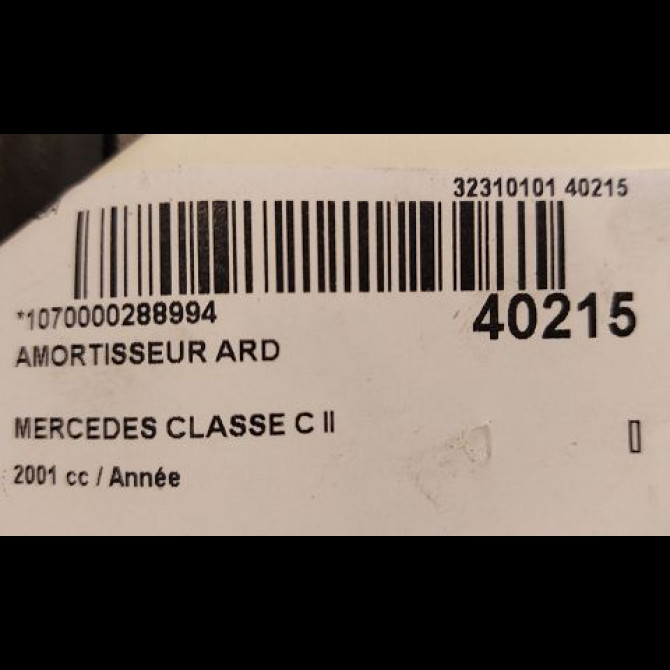 32310101 40215
*1070000288994
40215
AMORTISSEUR ARD
MERCEDES CLASSE C II
2001 cc / Année